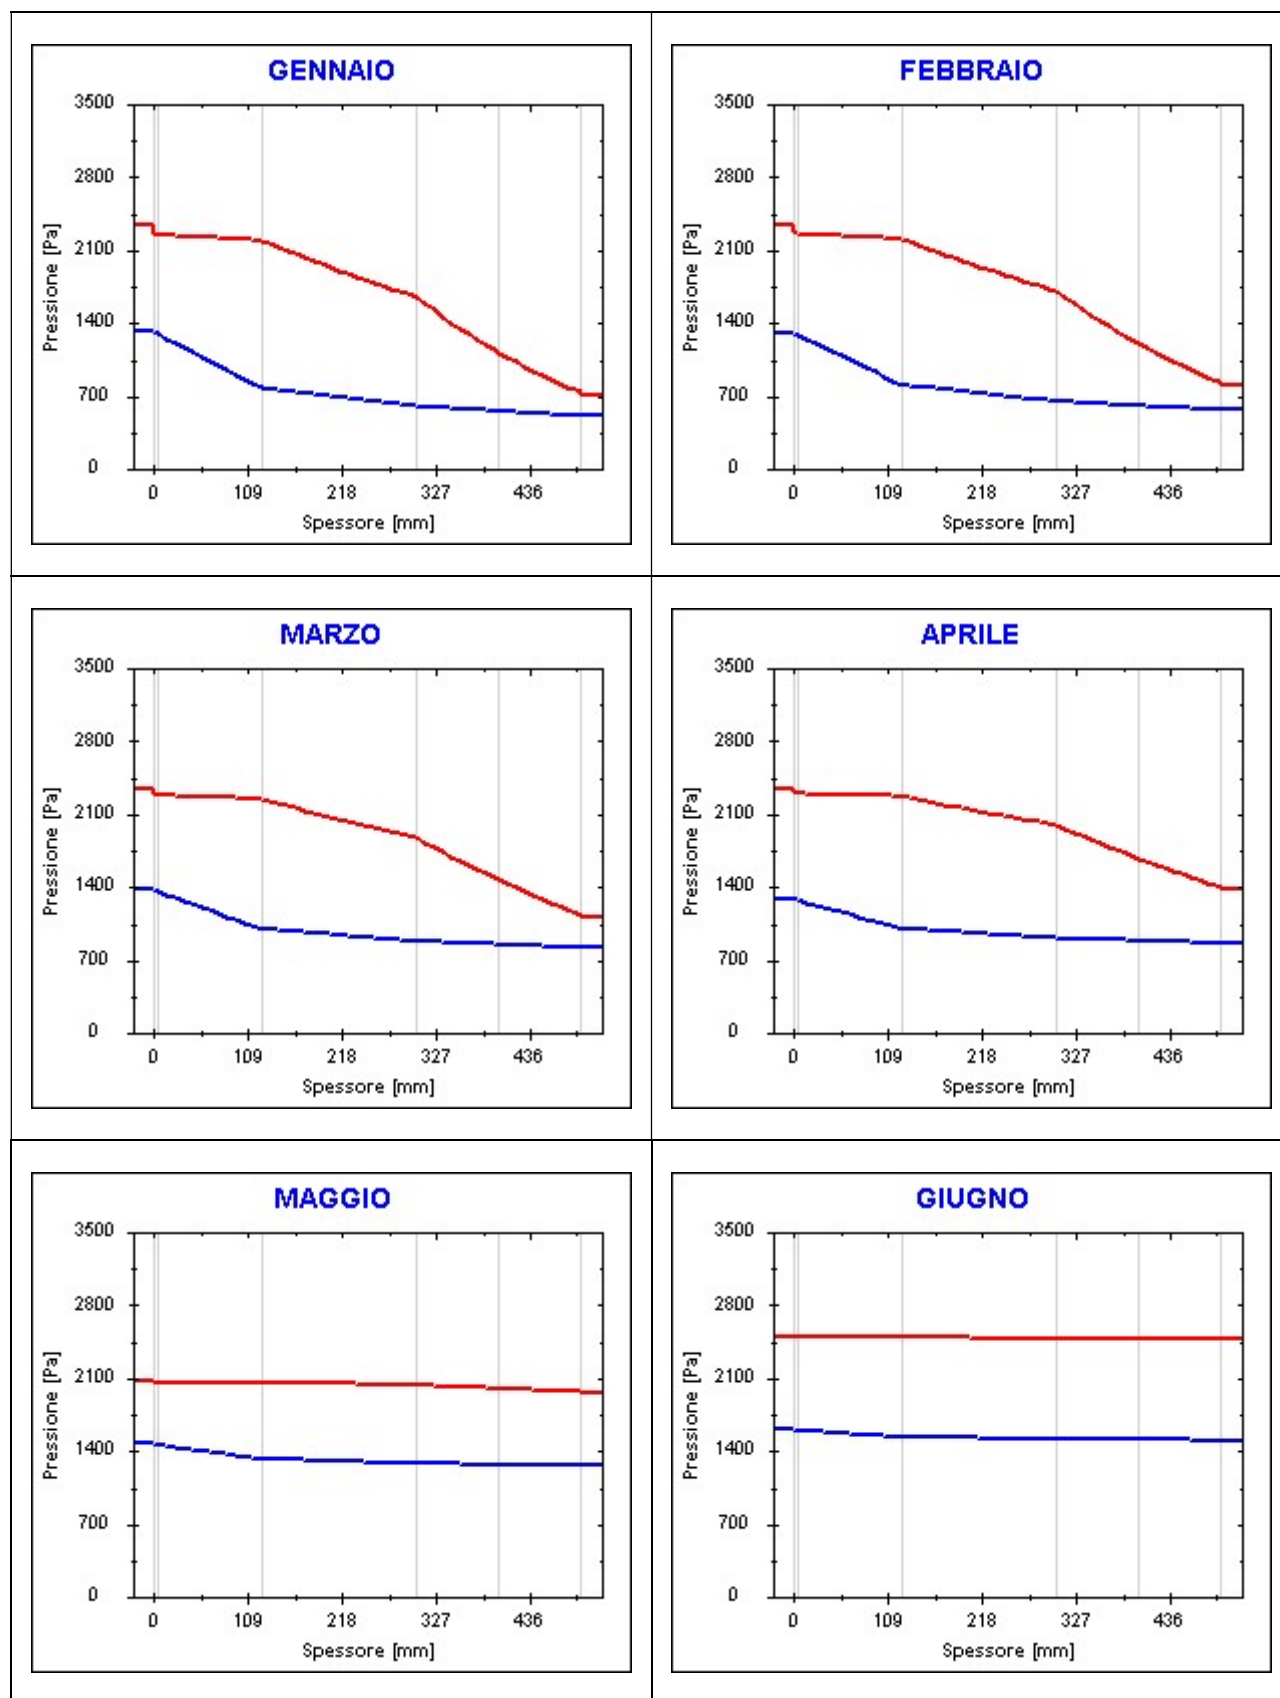 GENNAIO
3500
2800
2100
1400
700
0
Pressione [Pa]
0 109 218 327 436
Spessore [mm]
FEBBRAIO
3500
2800
2100
1400
700
0
Pressione [Pa]
0 109 218 327 436
Spessore [mm]
MARZO
3500
2800
2100
1400
700
0
Pressione [Pa]
0 109 218 327 436
Spessore [mm]
APRILE
3500
2800
2100
1400
700
0
Pressione [Pa]
0 109 218 327 436
Spessore [mm]
MAGGIO
3500
2800
2100
1400
700
0
Pressione [Pa]
0 109 218 327 436
Spessore [mm]
GIUGNO
3500
2800
2100
1400
700
0
Pressione [Pa]
0 109 218 327 436
Spessore [mm]